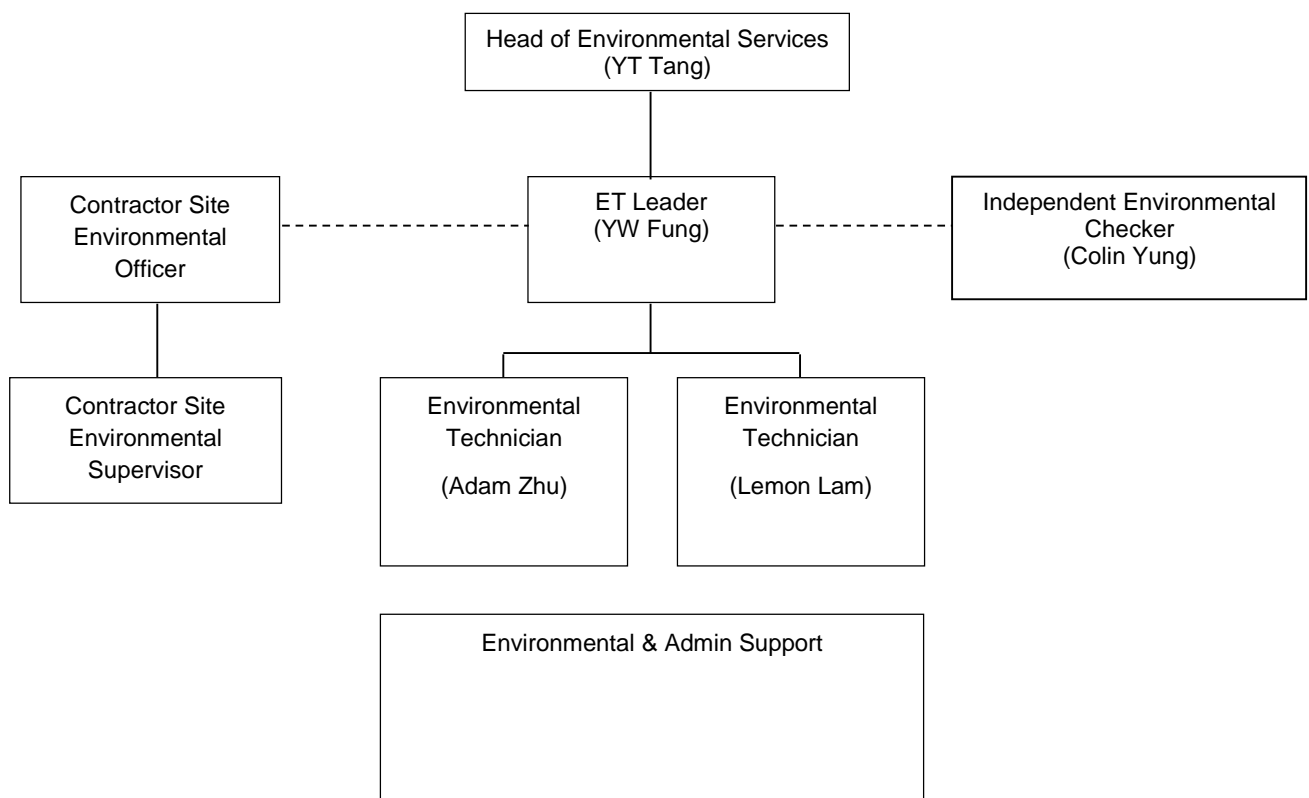 Head of Environmental Services
(YT Tang)
Contractor Site
Environmental
Officer
ET Leader
(YW Fung)
Independent Environmental
Checker
(Colin Yung)
Contractor Site
Environmental
Supervisor
Environmental
Technician
(Adam Zhu)
Environmental
Technician
(Lemon Lam)
Environmental & Admin Support